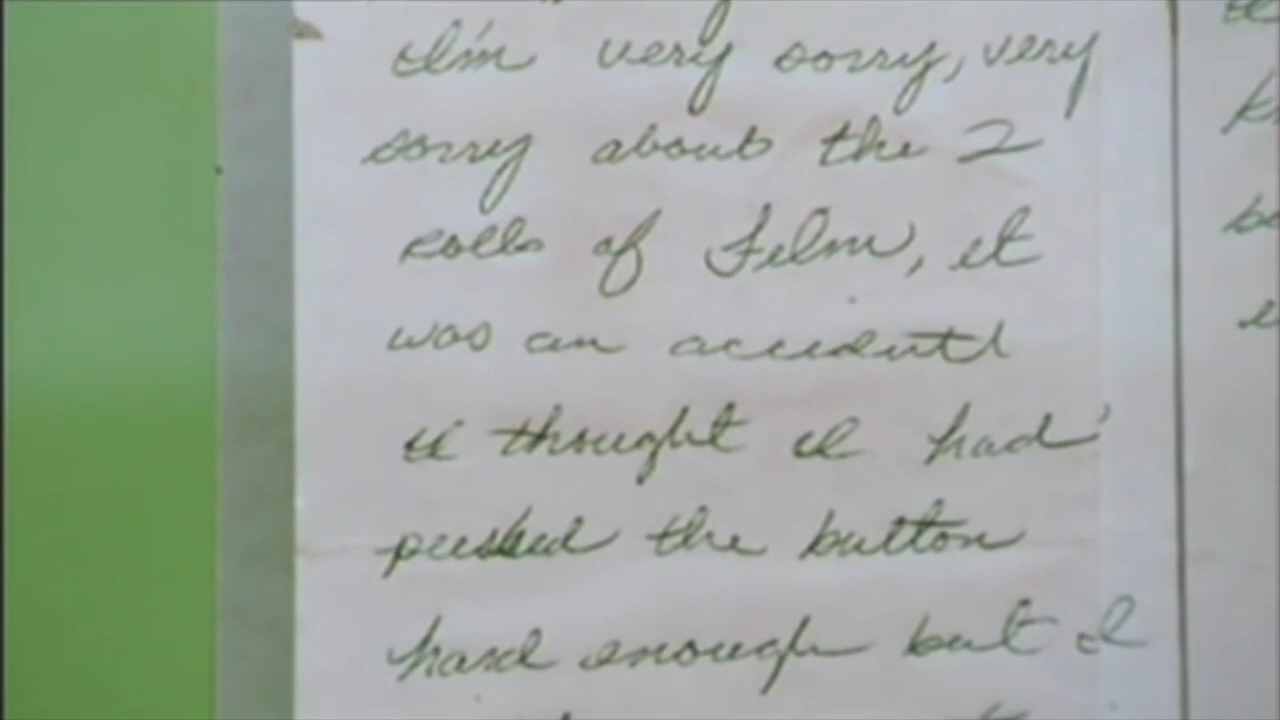 I'm very sorry, very
sorry about the 2
rolls of Film, it
was an accident
I thought I had
pushed the button
hard enough but I